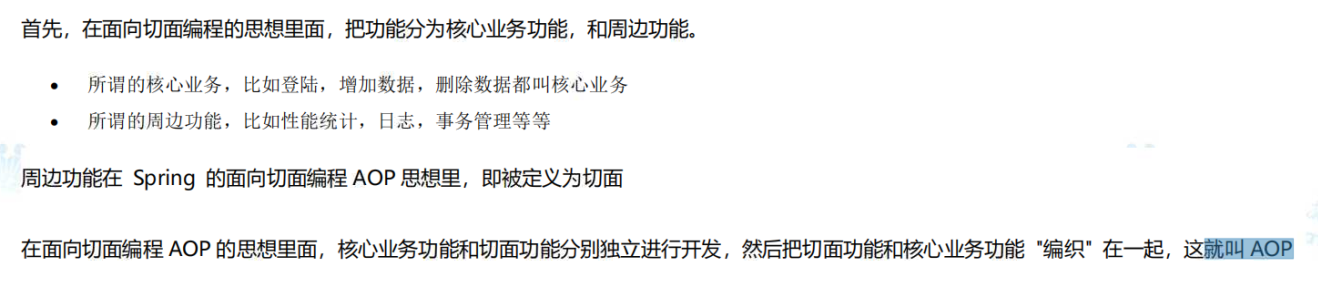 首先，在面向切面编程的思想里面，把功能分为核心业务功能，和周边功能。
• 所谓的核心业务，比如登陆，增加数据，删除数据都叫核心业务
• 所谓的周边功能，比如性能统计，日志，事务管理等等
周边功能在 Spring 的面向切面编程 AOP 思想里，即被定义为切面
在面向切面编程 AOP 的思想里面，核心业务功能和切面功能分别独立进行开发，然后把切面功能和核心业务功能 "编织" 在一起，这就叫 AOP